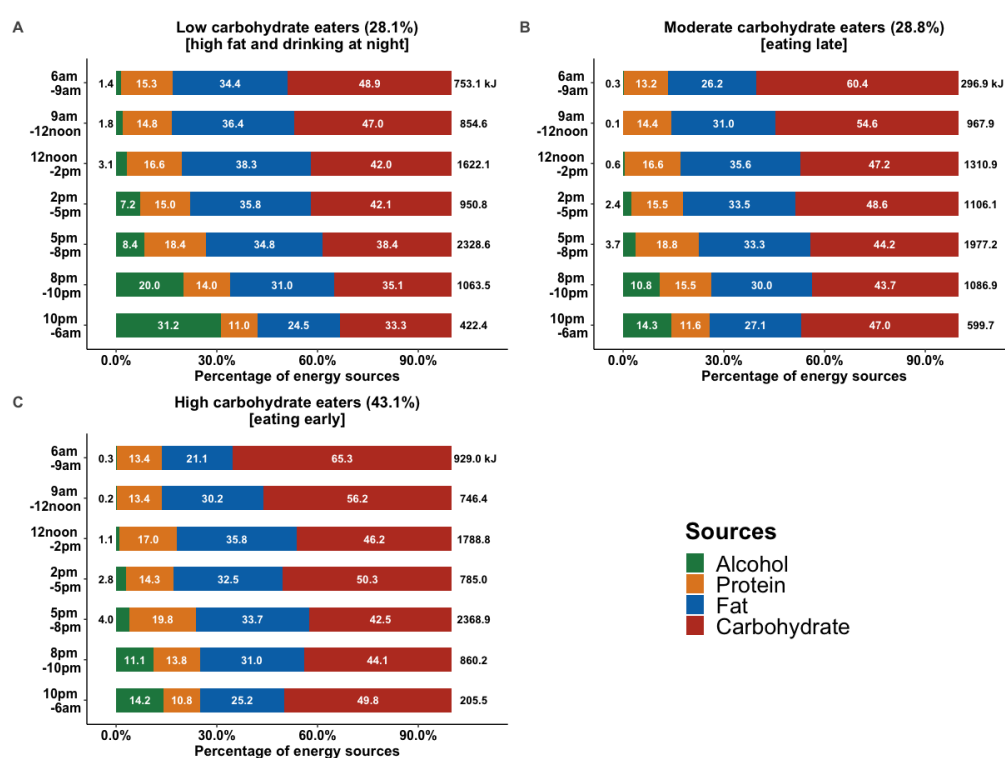 A
Low carbohydrate eaters (28.1%)
[high fat and drinking at night]
6am
-9am
1.4 15.3 34.4 48.9 753.1 kJ
9am
-12noon
1.8 14.8 36.4 47.0 854.6
12noon
-2pm
3.1 16.6 38.3 42.0 1622.1
2pm
-5pm
7.2 15.0 35.8 42.1 950.8
5pm
-8pm
8.4 18.4 34.8 38.4 2328.6
8pm
-10pm
20.0 14.0 31.0 35.1 1063.5
10pm
-6am
31.2 11.0 24.5 33.3 422.4
0.0% 30.0% 60.0% 90.0%
Percentage of energy sources
B
Moderate carbohydrate eaters (28.8%)
[eating late]
6am
-9am
0.3 13.2 26.2 60.4 296.9 kJ
9am
-12noon
0.1 14.4 31.0 54.6 967.9
12noon
-2pm
0.6 16.6 35.6 47.2 1310.9
2pm
-5pm
2.4 15.5 33.5 48.6 1106.1
5pm
-8pm
3.7 18.8 33.3 44.2 1977.2
8pm
-10pm
10.8 15.5 30.0 43.7 1086.9
10pm
-6am
14.3 11.6 27.1 47.0 599.7
0.0% 30.0% 60.0% 90.0%
Percentage of energy sources
C
High carbohydrate eaters (43.1%)
[eating early]
6am
-9am
0.3 13.4 21.1 65.3 929.0 kJ
9am
-12noon
0.2 13.4 30.2 56.2 746.4
12noon
-2pm
1.1 17.0 35.8 46.2 1788.8
2pm
-5pm
2.8 14.3 32.5 50.3 785.0
5pm
-8pm
4.0 19.8 33.7 42.5 2368.9
8pm
-10pm
11.1 13.8 31.0 44.1 860.2
10pm
-6am
14.2 10.8 25.2 49.8 205.5
0.0% 30.0% 60.0% 90.0%
Percentage of energy sources
Sources
Alcohol
Protein
Fat
Carbohydrate